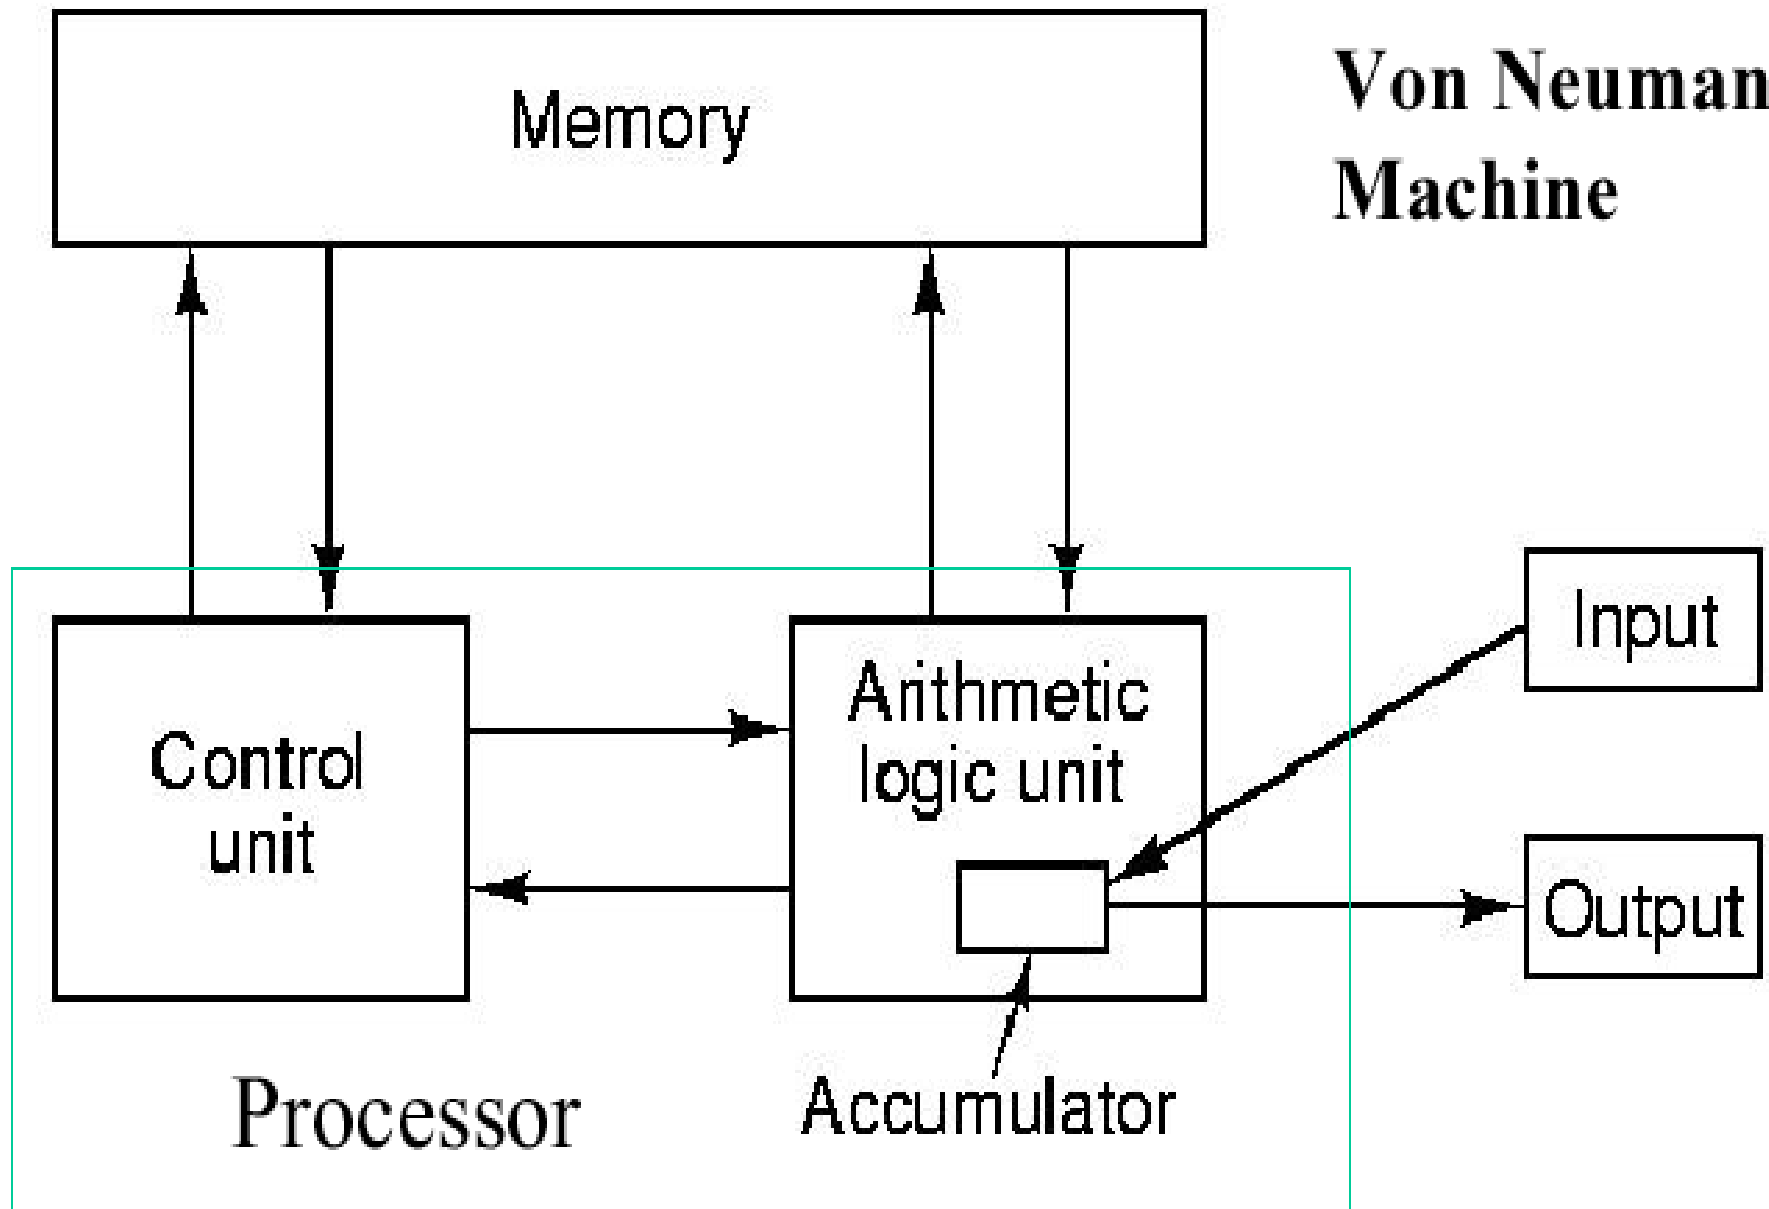 Memory
Von Neuman
Machine
Control
unit
Arithmetic
logic unit
Input
Output
Accumulator
Processor